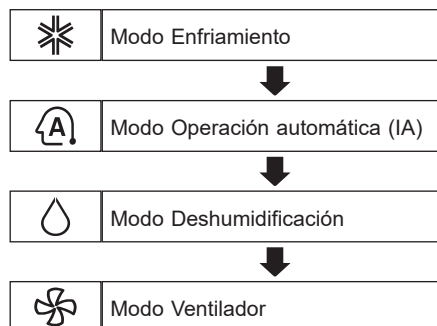 Modo Enfriamiento
A
Modo Operación automática (IA)
Modo Deshumidificación
Modo Ventilador